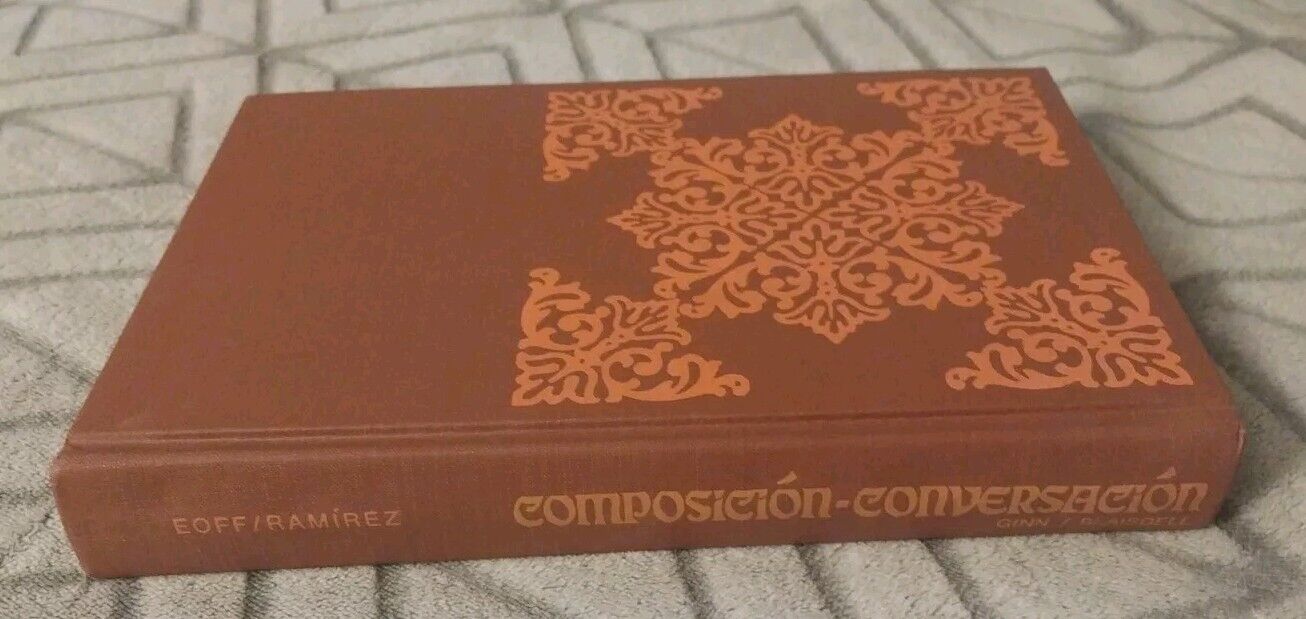 EOFF/RAMÍREZ
COMPOSICIÓN-CONVERSACIÓN
GINN / BLAISDELL